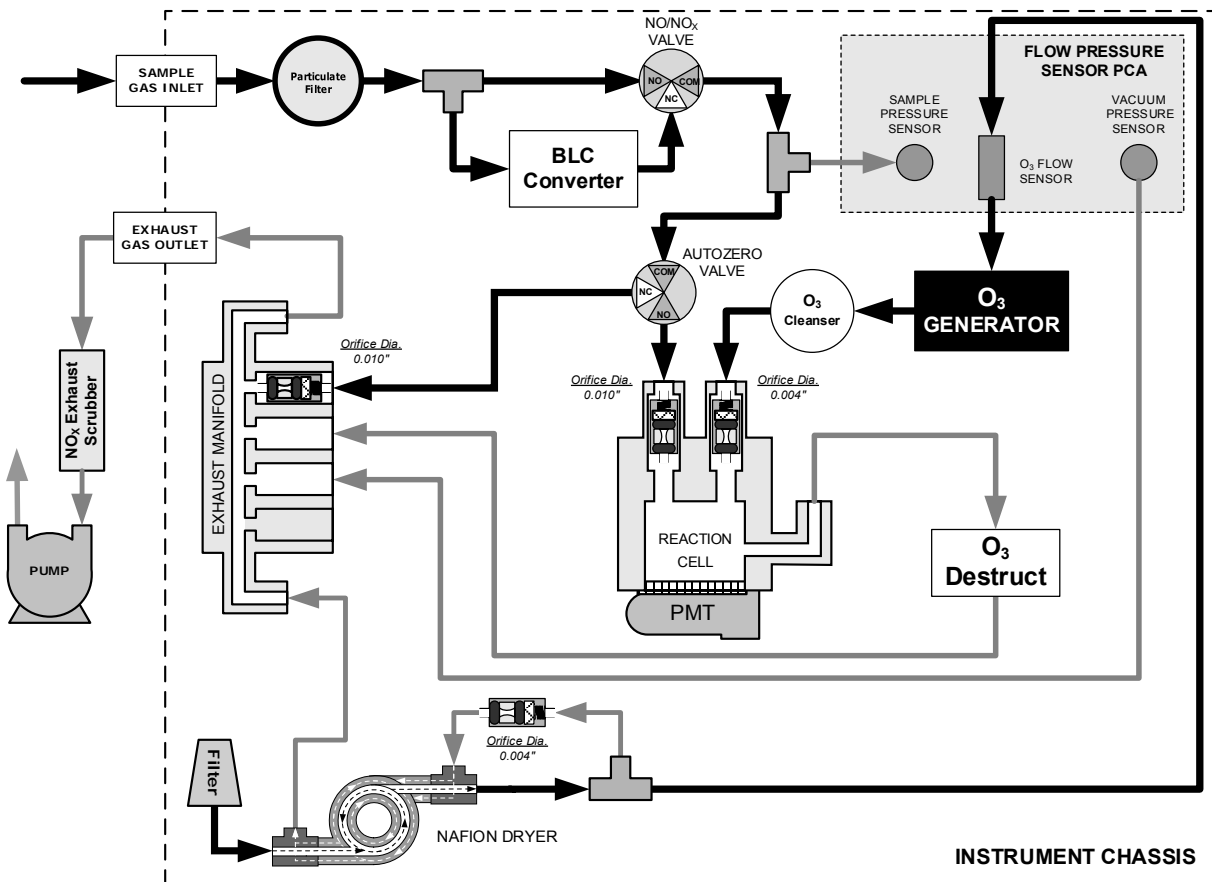 NO/NOX
VALVE
FLOW PRESSURE
SENSOR PCA
SAMPLE
GAS INLET
Particulate
Filter
NO
COM
NC
SAMPLE
PRESSURE
SENSOR
VACUUM
PRESSURE
SENSOR
BLC
Converter
O3 FLOW
SENSOR
EXHAUST
GAS OUTLET
AUTOZERO
VALVE
COM
NC
NO
O3
Cleanser
O3
GENERATOR
Orifice Dia.
0.010"
Orifice Dia.
0.010"
Orifice Dia.
0.004"
NOX Exhaust
Scrubber
EXHAUST MANIFOLD
PUMP
REACTION
CELL
PMT
O3
Destruct
Orifice Dia.
0.004"
Filter
NAFION DRYER
INSTRUMENT CHASSIS